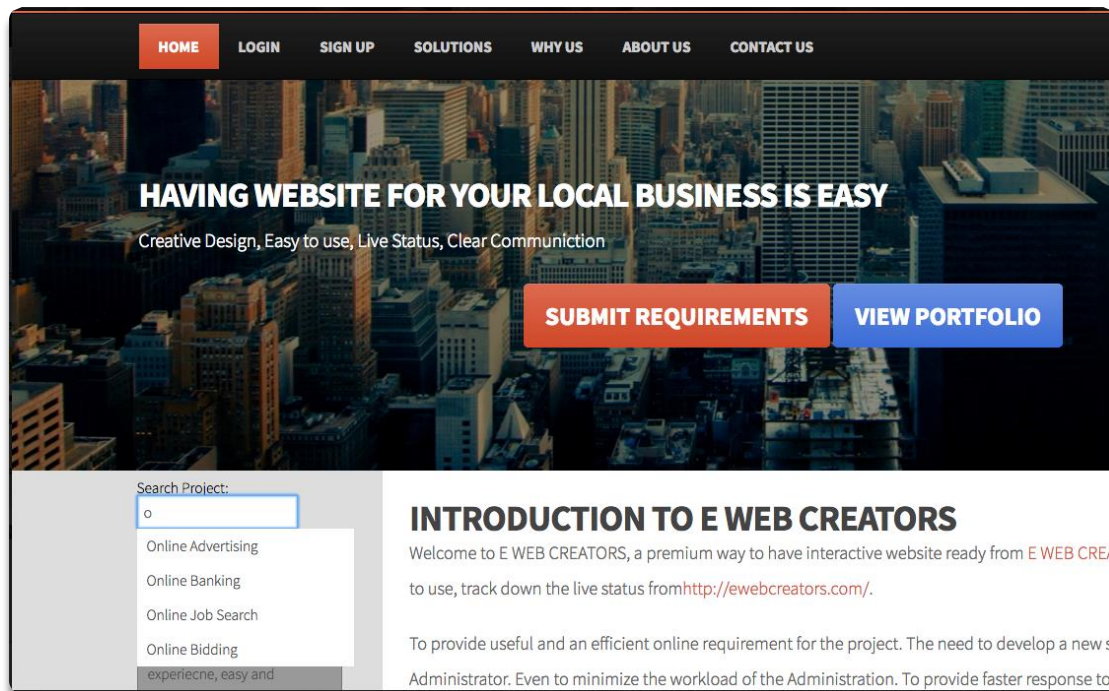 HOME LOGIN SIGN UP SOLUTIONS WHY US ABOUT US CONTACT US
HAVING WEBSITE FOR YOUR LOCAL BUSINESS IS EASY
Creative Design, Easy to use, Live Status, Clear Communiction
SUBMIT REQUIREMENTS VIEW PORTFOLIO
Search Project:
o
Online Advertising
Online Banking
Online Job Search
Online Bidding
experiecne, easy and
INTRODUCTION TO E WEB CREATORS
Welcome to E WEB CREATORS, a premium way to have interactive website ready from E WEB CREA
to use, track down the live status fromhttp://ewebcreators.com/.
To provide useful and an efficient online requirement for the project. The need to develop a new s
Administrator. Even to minimize the workload of the Administration. To provide faster response to